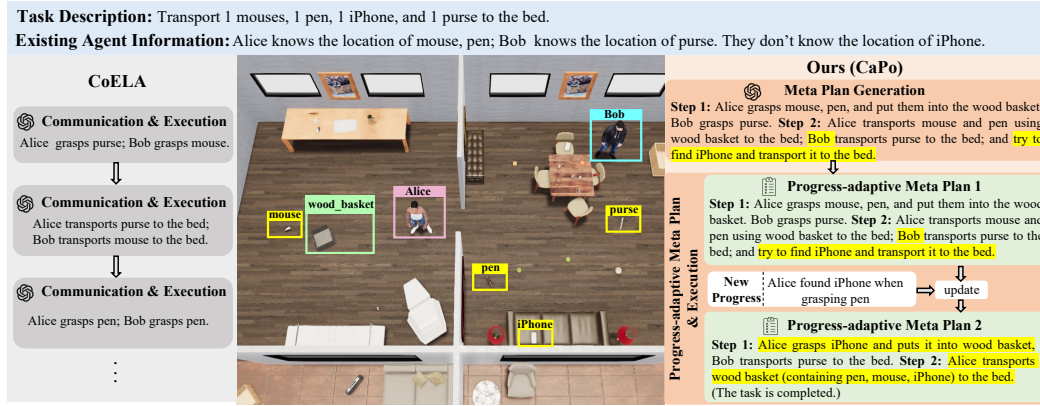 Task Description: Transport 1 mouses, 1 pen, 1 iPhone, and 1 purse to the bed.
Existing Agent Information: Alice knows the location of mouse, pen; Bob knows the location of purse. They don't know the location of iPhone.
CoELA
Communication & Execution
Alice grasps purse; Bob grasps mouse.
Communication & Execution
Alice transports purse to the bed;
Bob transports mouse to the bed.
Communication & Execution
Alice grasps pen; Bob grasps pen.
Bob
Alice
wood_basket
mouse
purse
pen
iPhone
Ours (CaPo)
Meta Plan Generation
Step 1: Alice grasps mouse, pen, and put them into the wood basket.
Bob grasps purse. Step 2: Alice transports mouse and pen using
wood basket to the bed; Bob transports purse to the bed; and try to
find iPhone and transport it to the bed.
Progress-adaptive Meta Plan
& Execution
Progress-adaptive Meta Plan 1
Step 1: Alice grasps mouse, pen, and put them into the wood
basket. Bob grasps purse. Step 2: Alice transports mouse and
pen using wood basket to the bed; Bob transports purse to the
bed; and try to find iPhone and transport it to the bed.
New
Progress
Alice found iPhone when
grasping pen
update
Progress-adaptive Meta Plan 2
Step 1: Alice grasps iPhone and puts it into wood basket,
Bob transports purse to the bed. Step 2: Alice transports
wood basket (containing pen, mouse, iPhone) to the bed.
(The task is completed.)